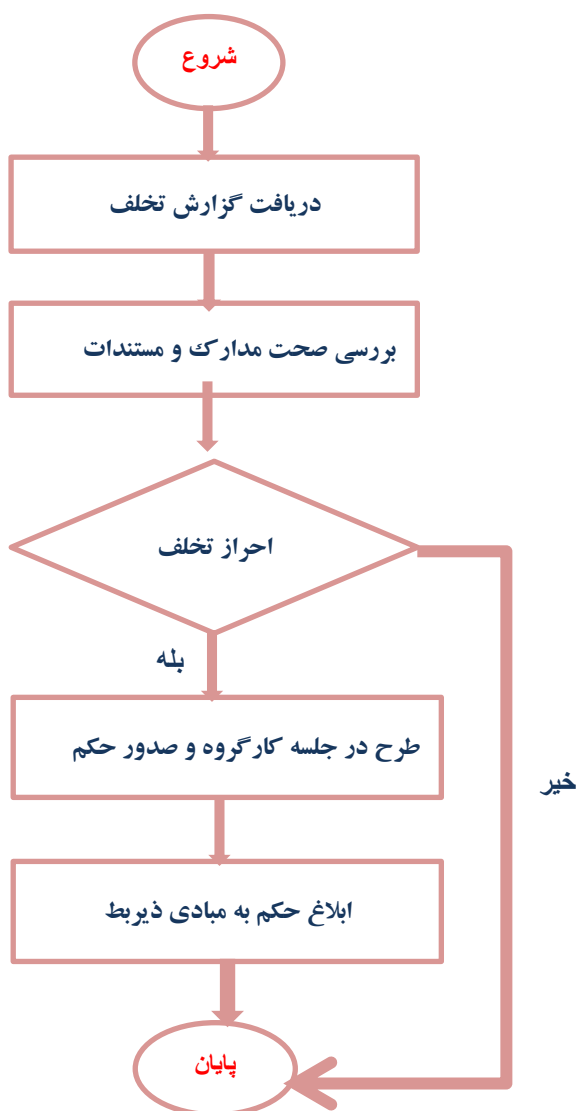 شروع
دریافت گزارش تخلف
بررسی صحت مدارک و مستندات
احراز تخلف
بله
طرح در جلسه کارگروه و صدور حکم
خیر
ابلاغ حکم به مبادی ذیربط
پایان